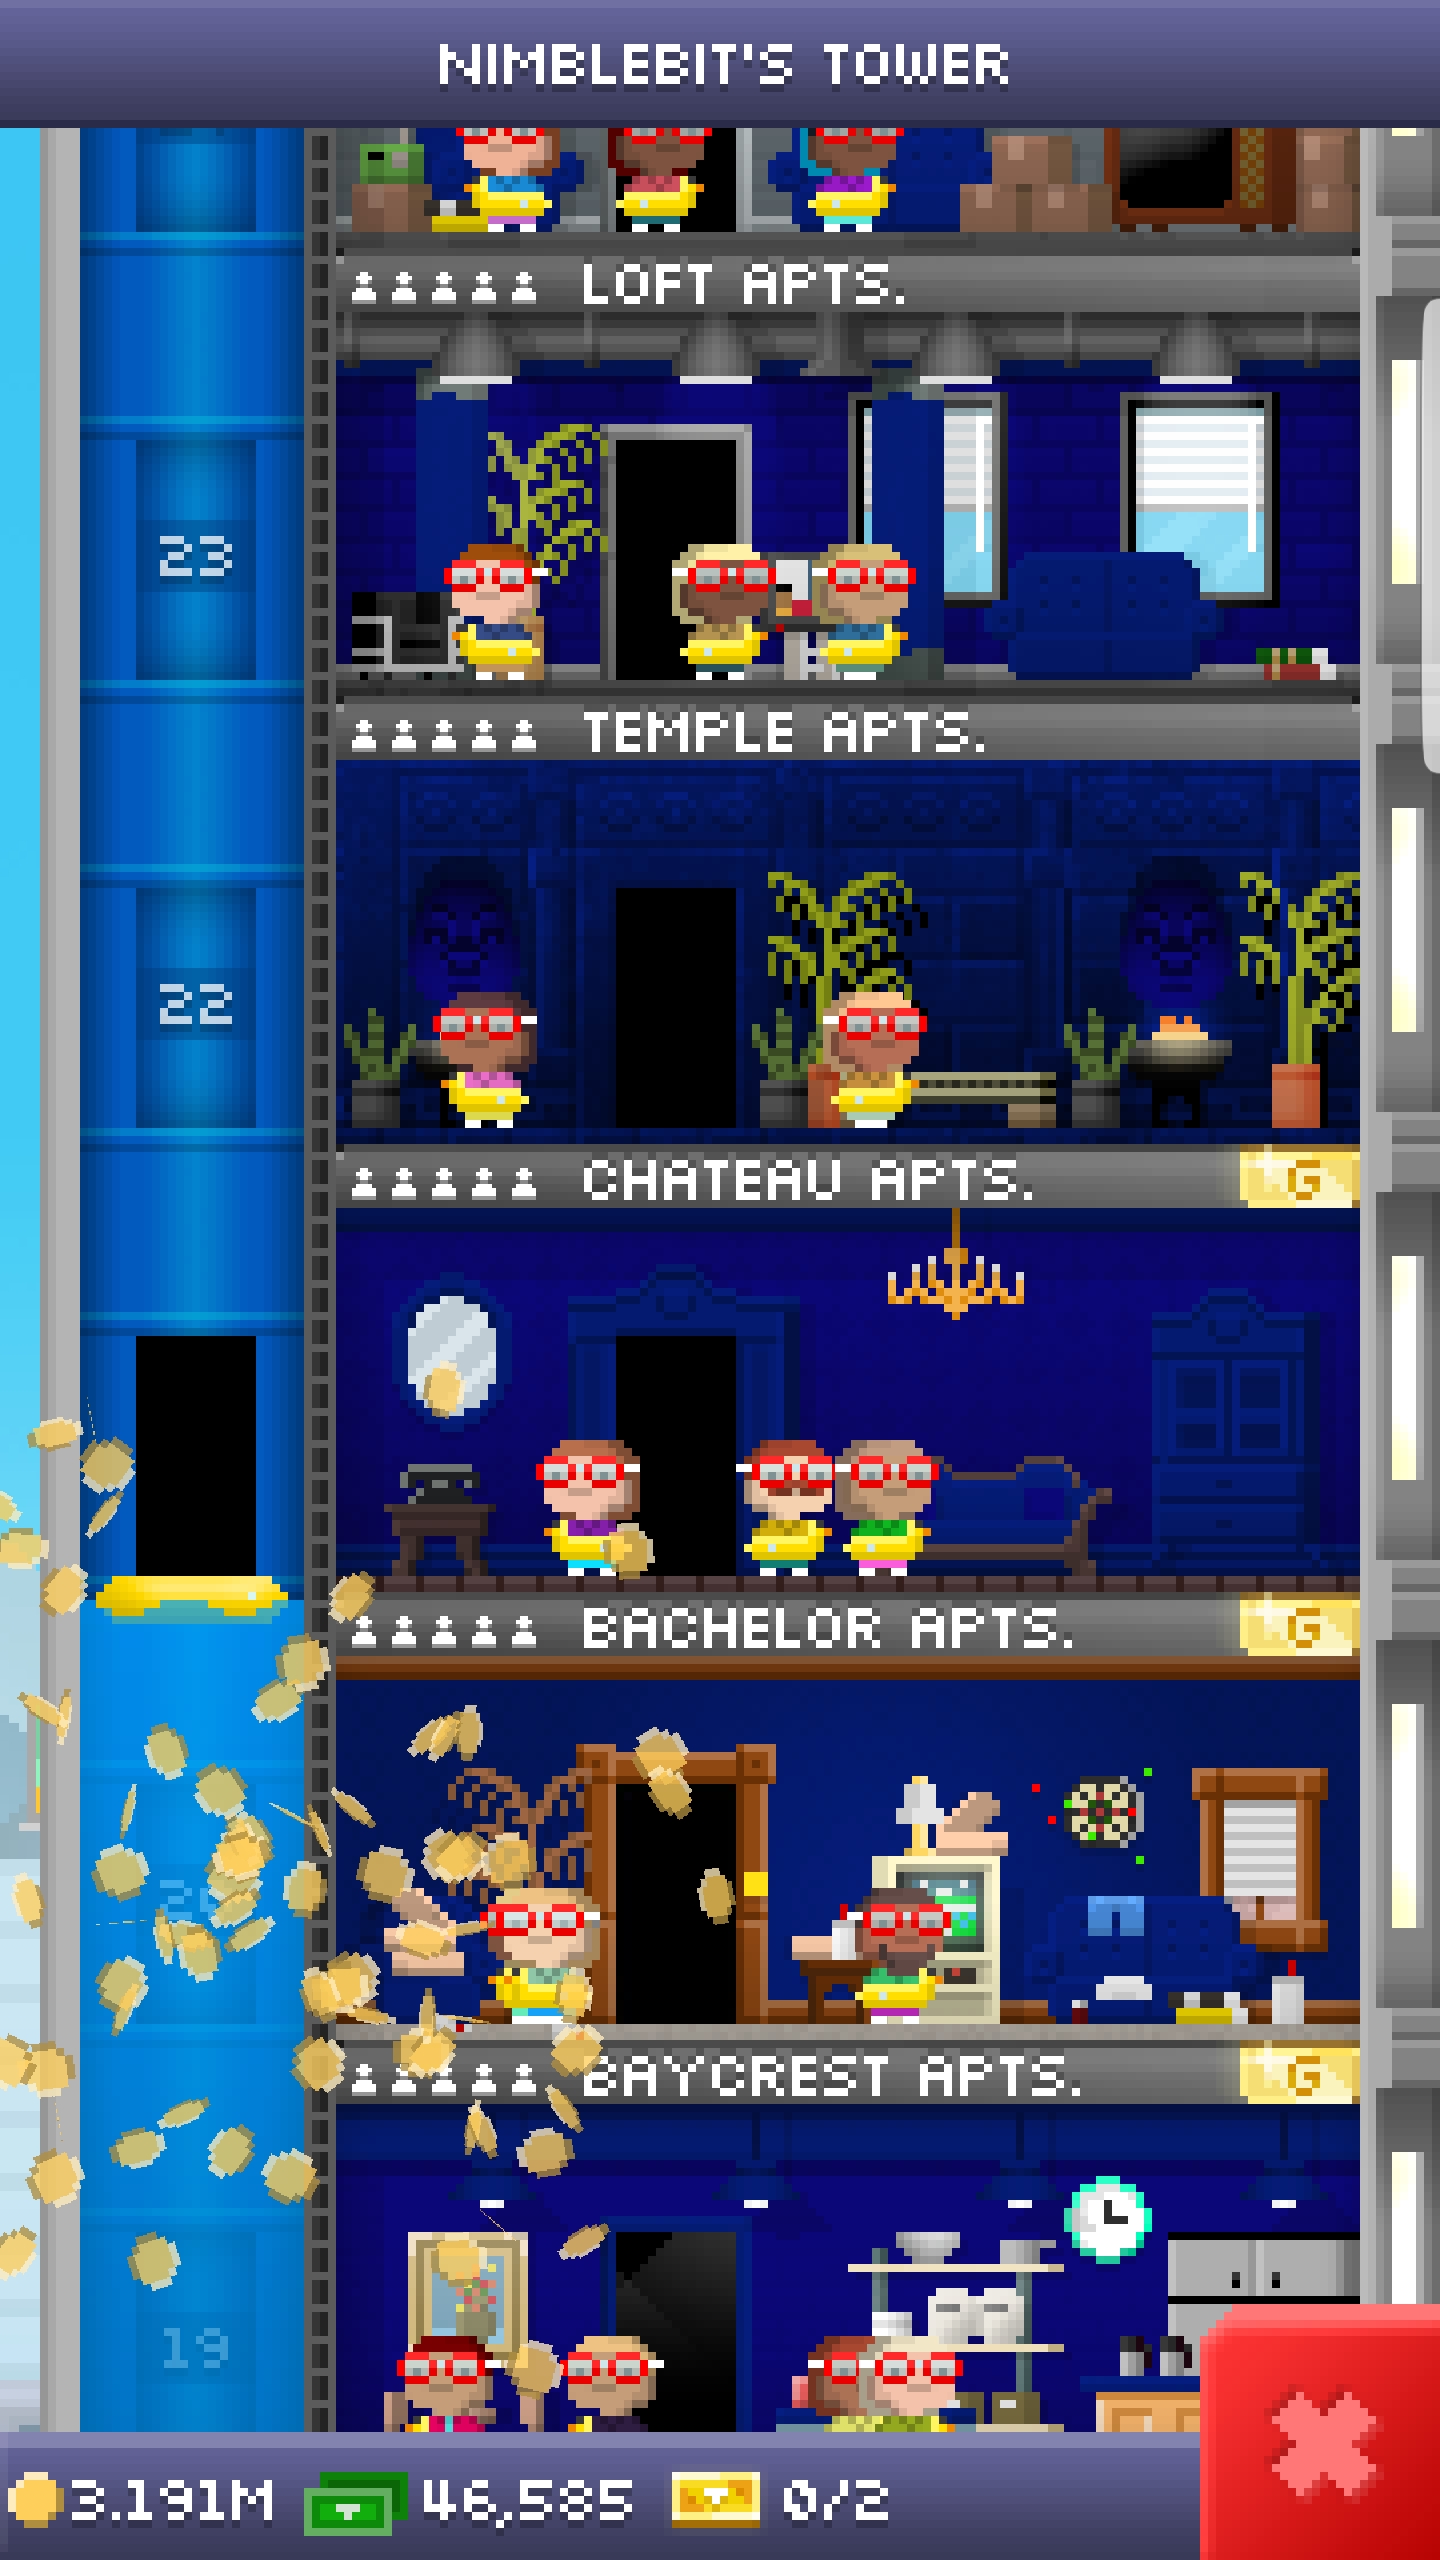 NIMBLEBIT'S TOWER
LOFT APTS.
23
TEMPLE APTS.
22
CHATEAU APTS. G
BACHELOR APTS. G
BAYCREST APTS. G
19
3.191M 46,585 0/2